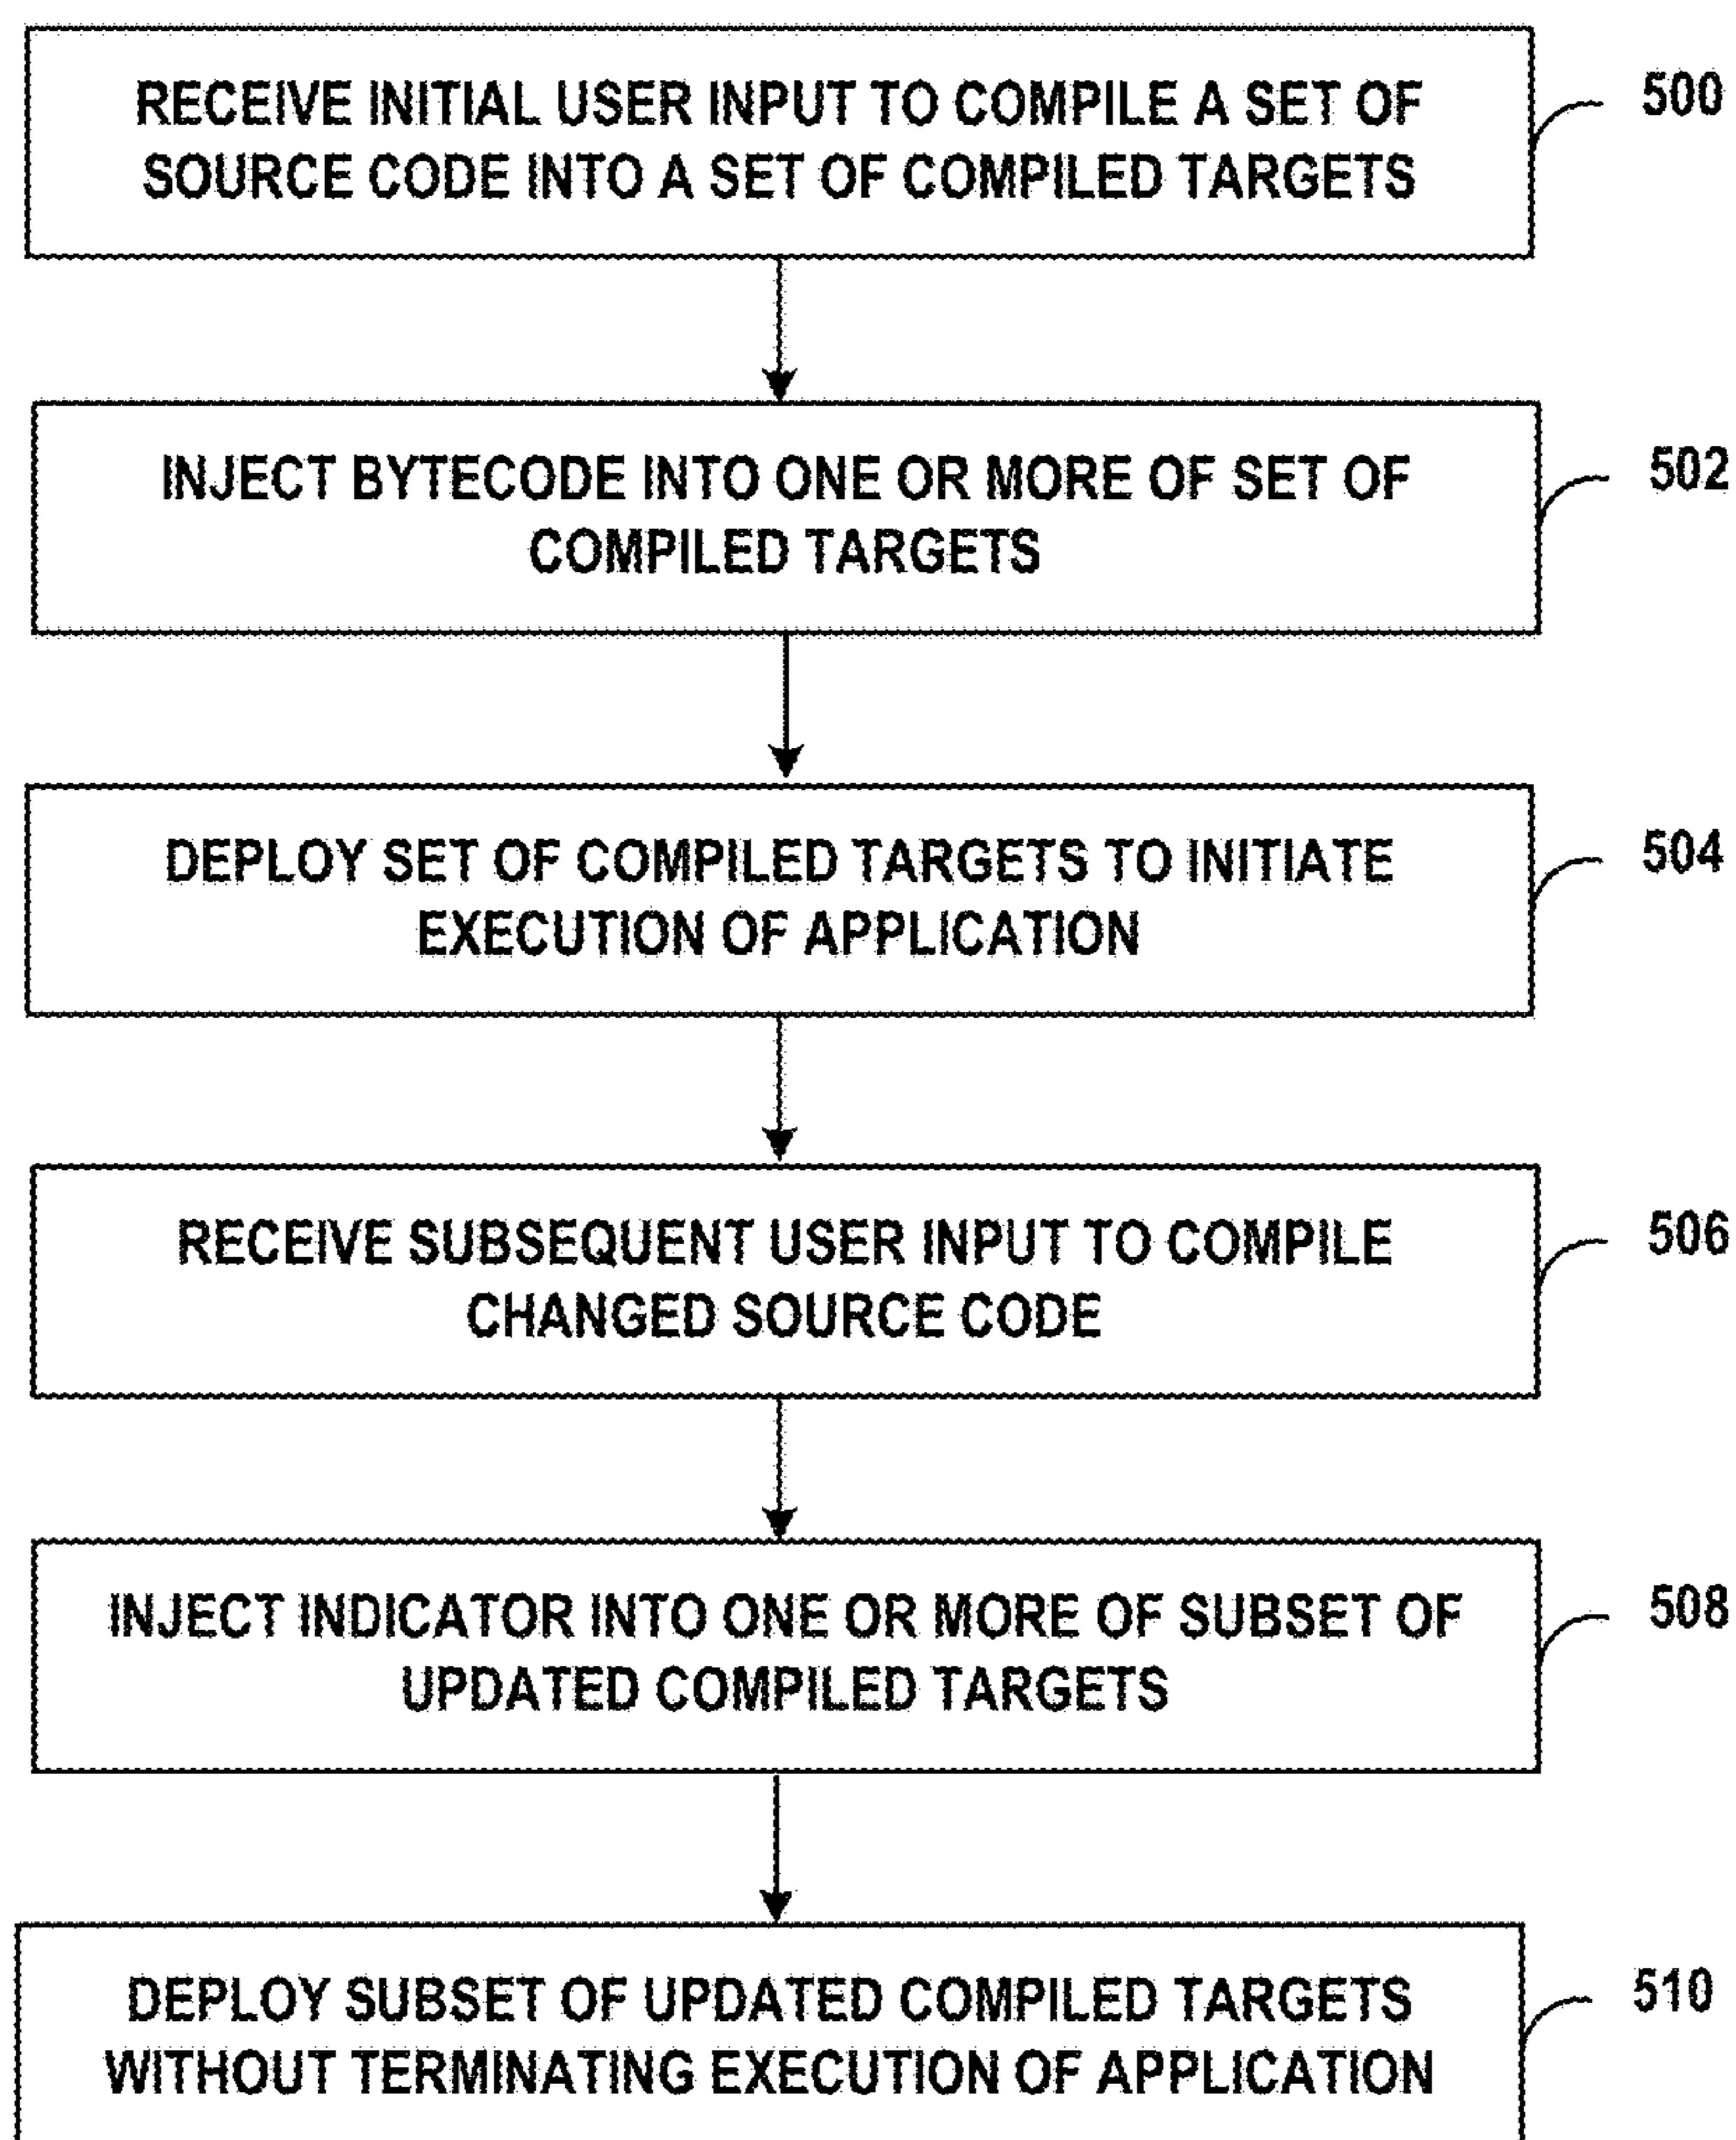 RECEIVE INITIAL USER INPUT TO COMPILE A SET OF
SOURCE CODE INTO A SET OF COMPILED TARGETS
500
INJECT BYTECODE INTO ONE OR MORE OF SET OF
COMPILED TARGETS
502
DEPLOY SET OF COMPILED TARGETS TO INITIATE
EXECUTION OF APPLICATION
504
RECEIVE SUBSEQUENT USER INPUT TO COMPILE
CHANGED SOURCE CODE
506
INJECT INDICATOR INTO ONE OR MORE OF SUBSET OF
UPDATED COMPILED TARGETS
508
DEPLOY SUBSET OF UPDATED COMPILED TARGETS
WITHOUT TERMINATING EXECUTION OF APPLICATION
510